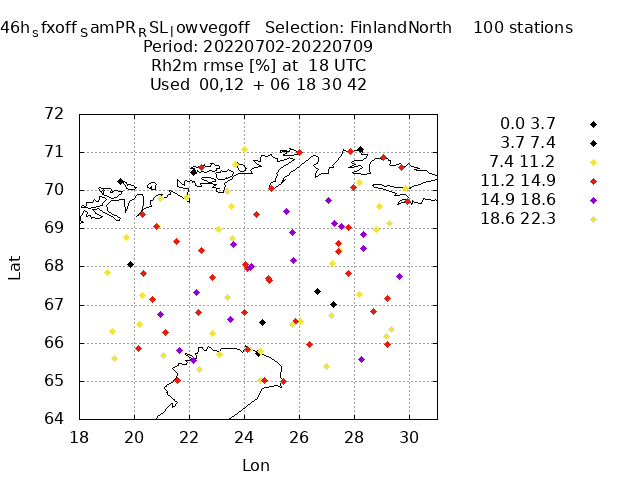 46h_sfxoff_samPR_RSL_lowvegoff Selection: FinlandNorth 100 stations
Period: 20220702-20220709
Rh2m rmse [%] at 18 UTC
Used 00,12 + 06 18 30 42
0.0 3.7
3.7 7.4
7.4 11.2
11.2 14.9
14.9 18.6
18.6 22.3
72
71
70
69
68
67
66
65
64
Lat
18 20 22 24 26 28 30
Lon